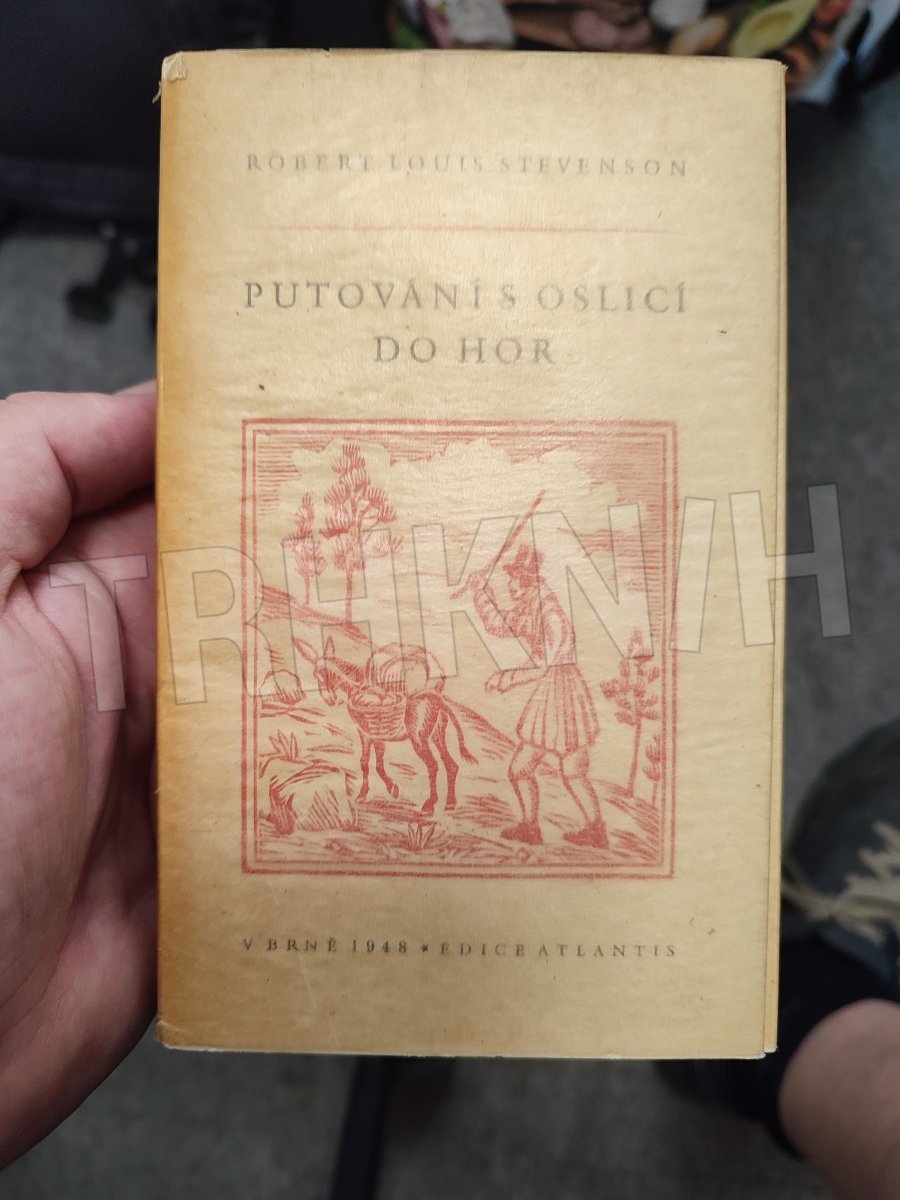 ROBERT LOUIS STEVENSON
PUTOVÁNÍ S OSLICÍ
DO HOR
TRHKNIH
V BRNĚ 1948 * EDICE ATLANTIS